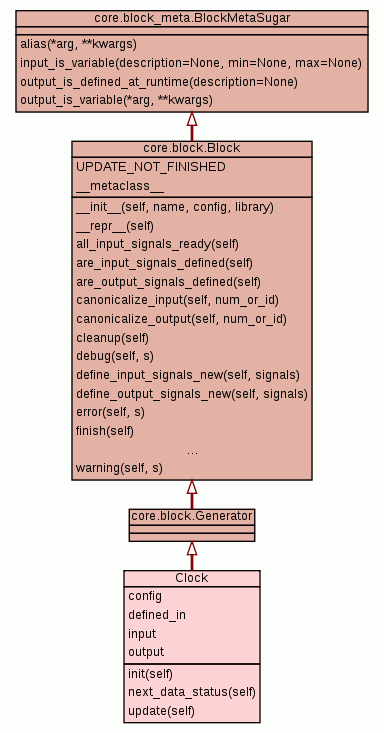 core.block_meta.BlockMetaSugar
alias(*arg, **kwargs)
input_is_variable(description=None, min=None, max=None)
output_is_defined_at_runtime(description=None)
output_is_variable(*arg, **kwargs)
core.block.Block
UPDATE_NOT_FINISHED
__metaclass__
__init__(self, name, config, library)
__repr__(self)
all_input_signals_ready(self)
are_input_signals_defined(self)
are_output_signals_defined(self)
canonicalize_input(self, num_or_id)
canonicalize_output(self, num_or_id)
cleanup(self)
debug(self, s)
define_input_signals_new(self, signals)
define_output_signals_new(self, signals)
error(self, s)
finish(self)
...
warning(self, s)
core.block.Generator
Clock
config
defined_in
input
output
init(self)
next_data_status(self)
update(self)